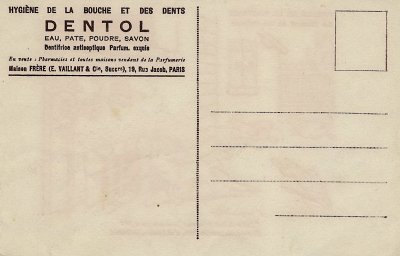 HYGIÈNE DE LA BOUCHE ET DES DENTS
DENTOL
EAU, PATE, POUDRE, SAVON
Dentifrice antiseptique Parfum. exquis
En vente : Pharmacies et toutes maisons vendant de la Parfumerie
Maison FRÈRE (E. VAILLANT & Cie, Succrs), 19, Rue Jacob, PARIS